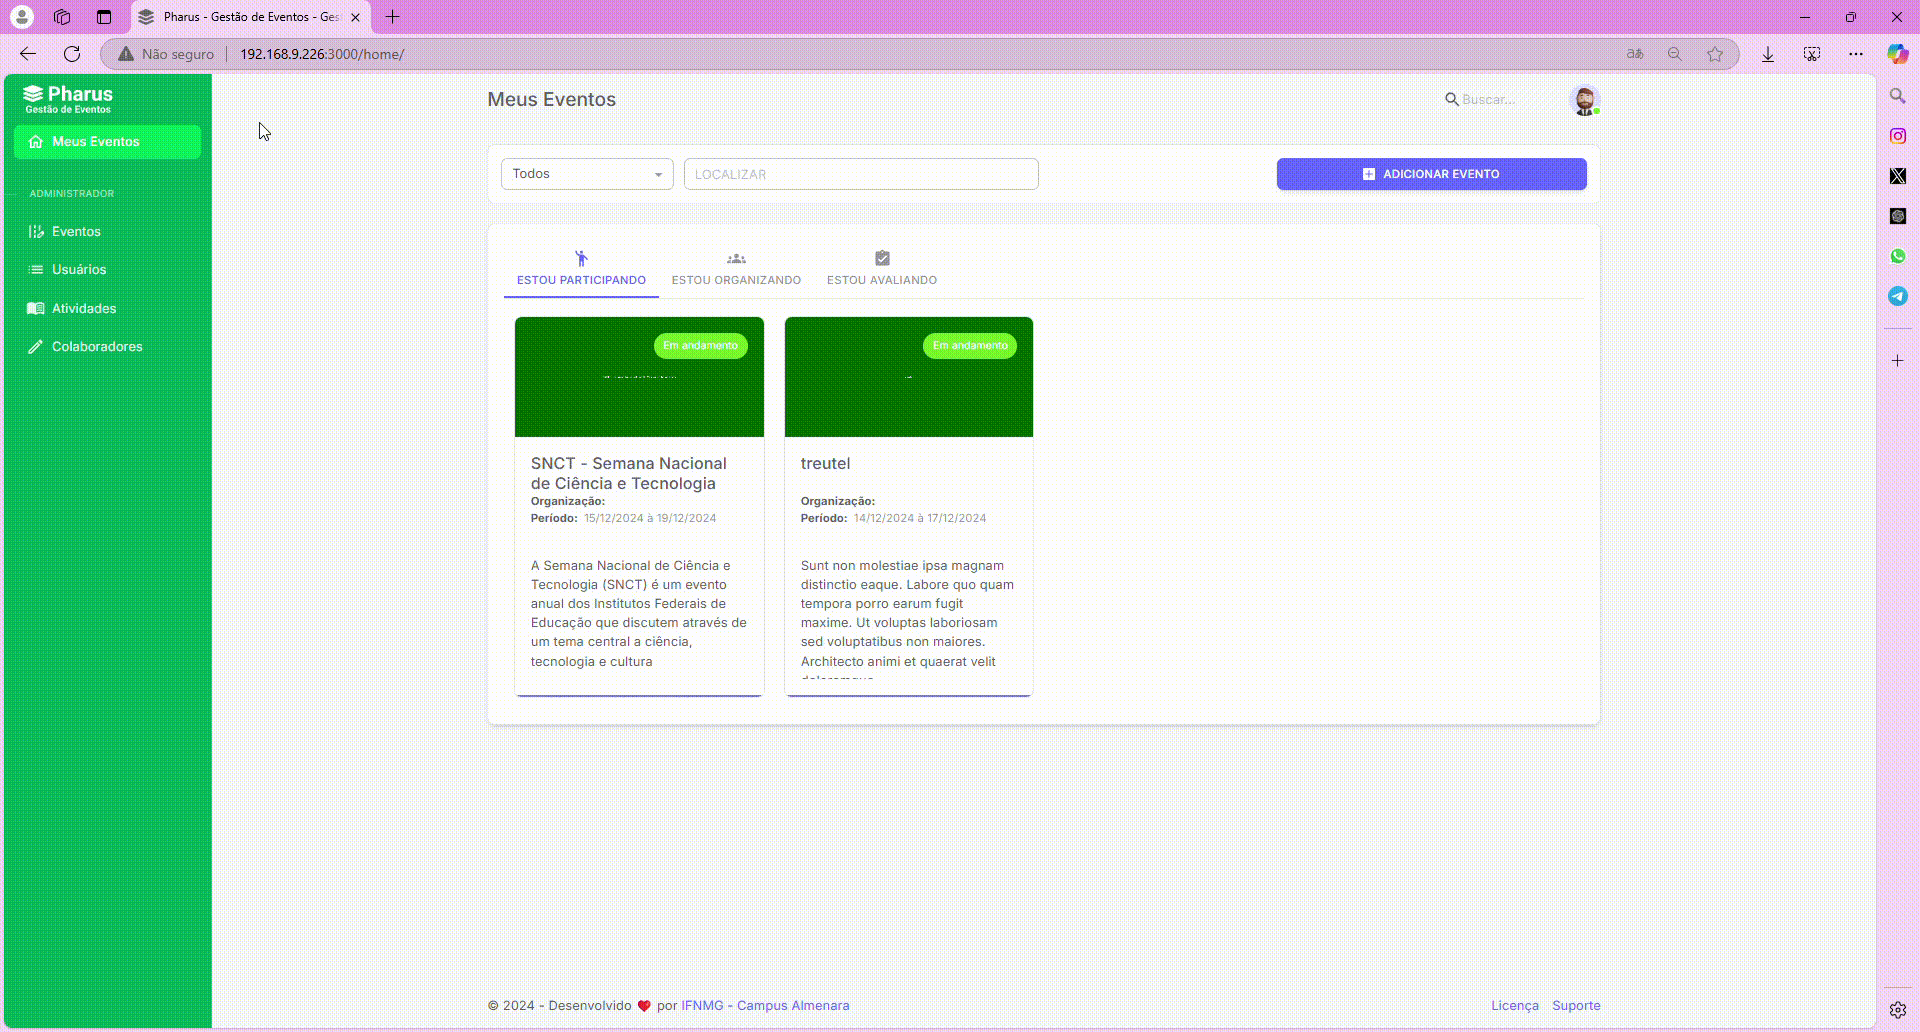 Pharus - Gestão de Eventos - Ges
Não seguro
192.168.9.226:3000/home/
Pharus
Gestão de Eventos
Meus Eventos
ADMINISTRADOR
Eventos
Usuários
Atividades
Colaboradores
Meus Eventos
Buscar...
Todos
LOCALIZAR
ADICIONAR EVENTO
ESTOU PARTICIPANDO
ESTOU ORGANIZANDO
ESTOU AVALIANDO
Em andamento
SNCT - Semana Nacional
de Ciência e Tecnologia
Organização:
Período: 15/12/2024 à 19/12/2024
A Semana Nacional de Ciência e
Tecnologia (SNCT) é um evento
anual dos Institutos Federais de
Educação que discutem através de
um tema central a ciência,
tecnologia e cultura
Em andamento
treutel
Organização:
Período: 14/12/2024 à 17/12/2024
Sunt non molestiae ipsa magnam
distinctio eaque. Labore quo quam
tempora porro earum fugit
maxime. Ut voluptas laboriosam
sed voluptatibus non maiores.
Architecto animi et quaerat velit
© 2024 - Desenvolvido ❤️ por IFNMG - Campus Almenara
Licença
Suporte